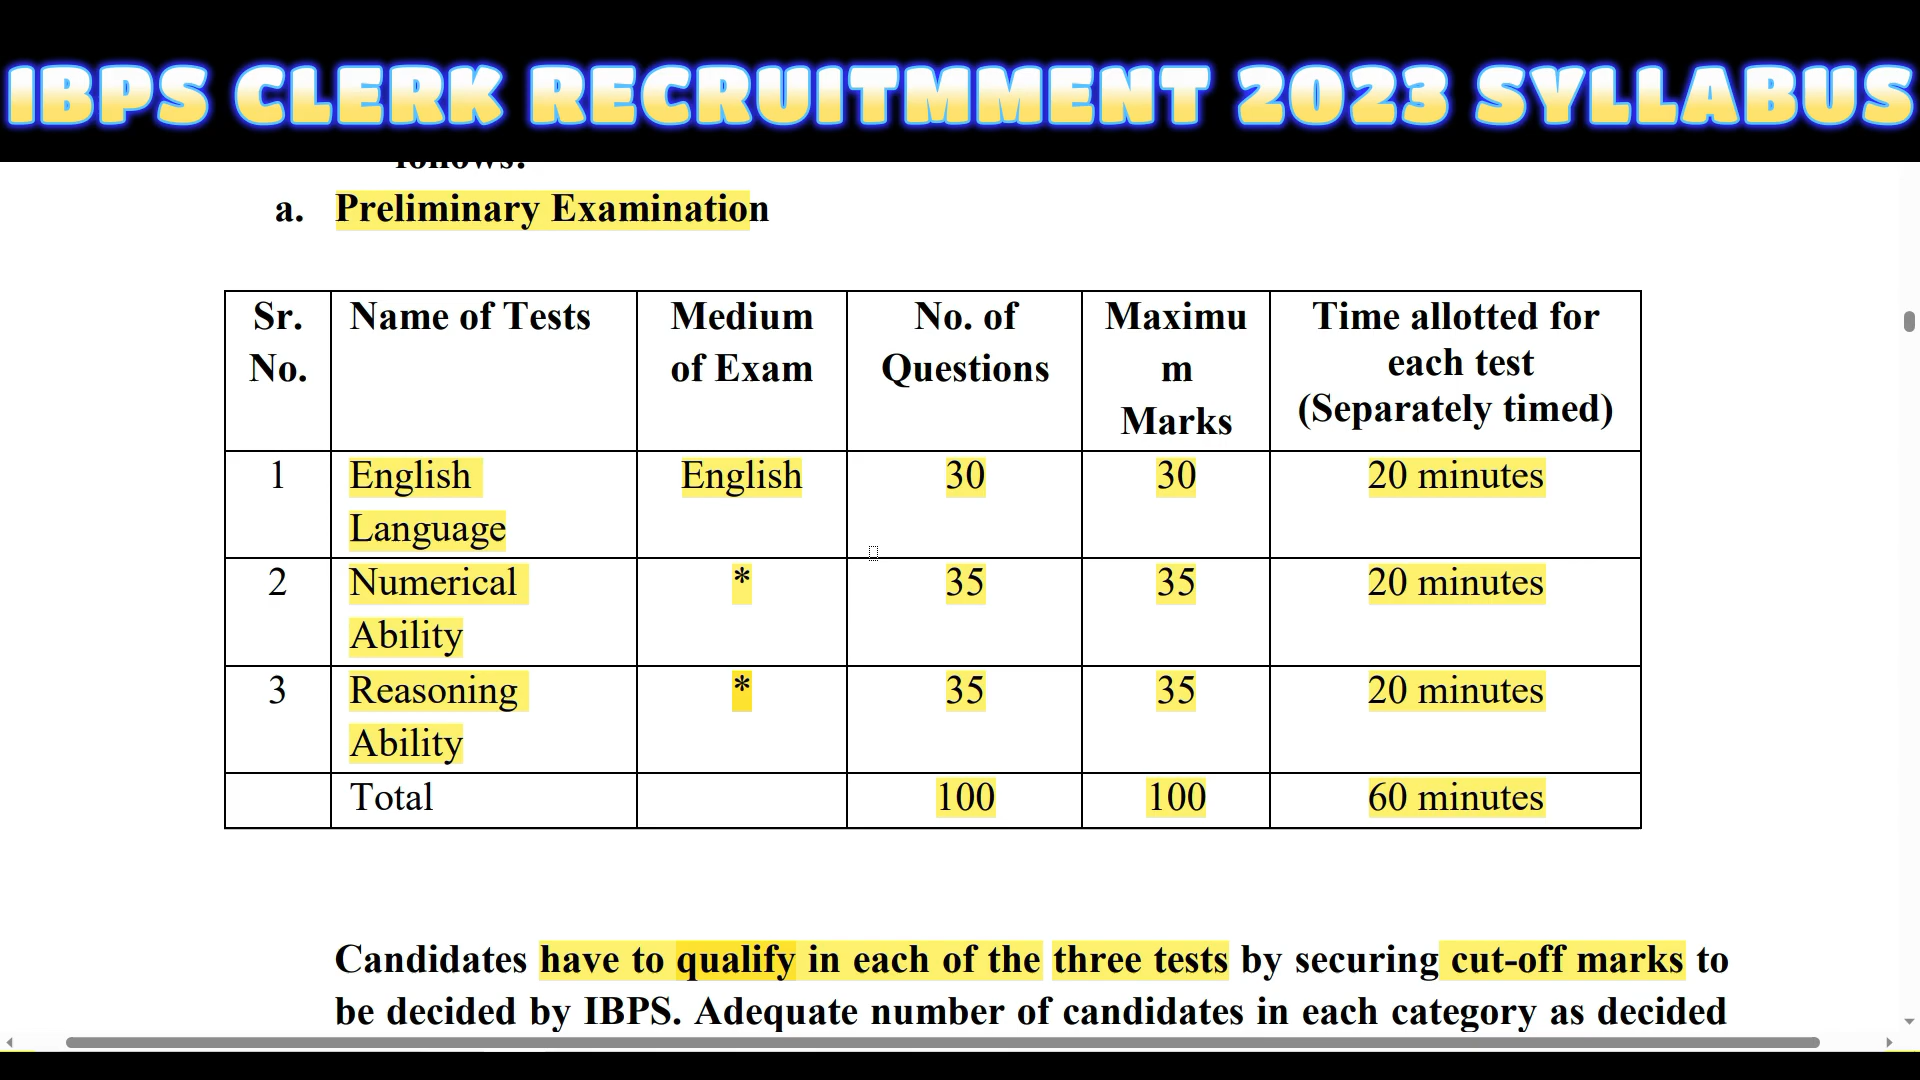 IBPS CLERK RECRUITMMENT 2023 SYLLABUS
follows:
a. Preliminary Examination
Sr. No. Name of Tests Medium of Exam No. of Questions Maximu m Marks Time allotted for each test (Separately timed)
1 English Language English 30 30 20 minutes
2 Numerical Ability * 35 35 20 minutes
3 Reasoning Ability * 35 35 20 minutes
Total 100 100 60 minutes
Candidates have to qualify in each of the three tests by securing cut-off marks to
be decided by IBPS. Adequate number of candidates in each category as decided